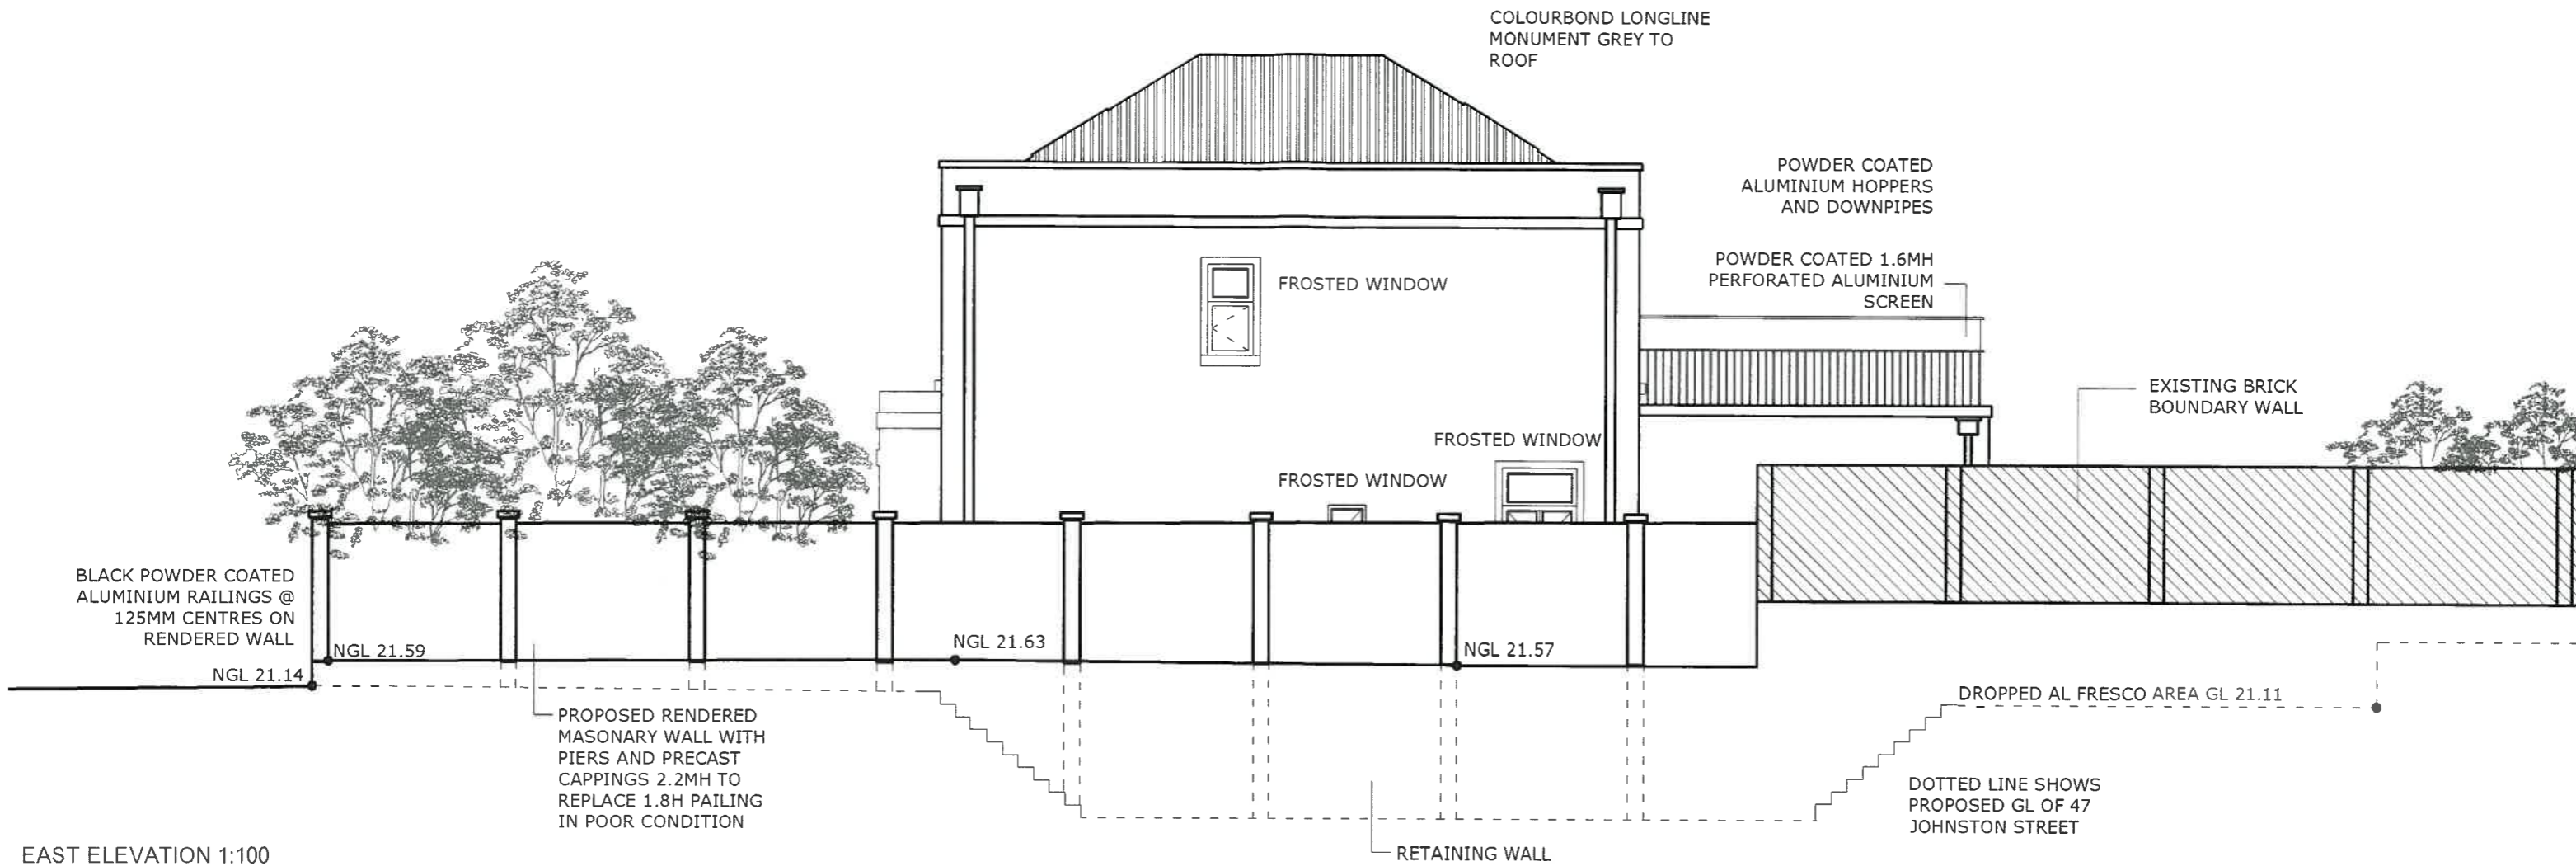 COLOURBOND LONGLINE
MONUMENT GREY TO
ROOF
POWDER COATED
ALUMINIUM HOPPERS
AND DOWNPIPES
POWDER COATED 1.6MH
PERFORATED ALUMINIUM
SCREEN
FROSTED WINDOW
EXISTING BRICK
BOUNDARY WALL
FROSTED WINDOW
FROSTED WINDOW
BLACK POWDER COATED
ALUMINIUM RAILINGS @
125MM CENTRES ON
RENDERED WALL
NGL 21.59
NGL 21.14
NGL 21.63
NGL 21.57
PROPOSED RENDERED
MASONARY WALL WITH
PIERS AND PRECAST
CAPPINGS 2.2MH TO
REPLACE 1.8H PAILING
IN POOR CONDITION
DROPPED AL FRESCO AREA GL 21.11
DOTTED LINE SHOWS
PROPOSED GL OF 47
JOHNSTON STREET
RETAINING WALL
EAST ELEVATION 1:100